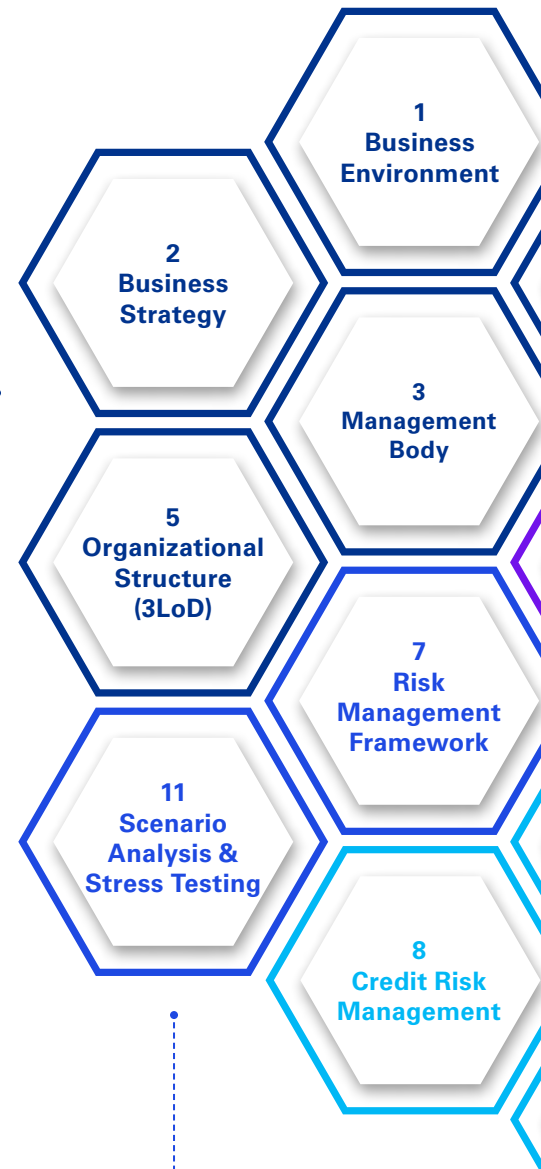 1
Business
Environment
2
Business
Strategy
3
Management
Body
5
Organizational
Structure
(3LoD)
7
Risk
Management
Framework
11
Scenario
Analysis &
Stress Testing
8
Credit Risk
Management